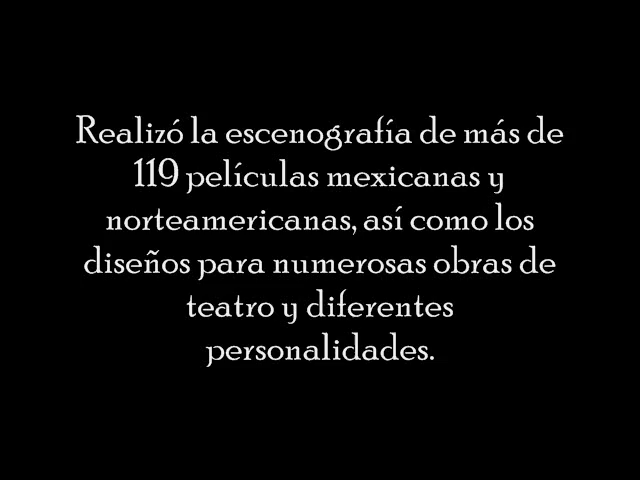 Realizó la escenografía de más de
119 películas mexicanas y
norteamericanas, así como los
diseños para numerosas obras de
teatro y diferentes
personalidades.